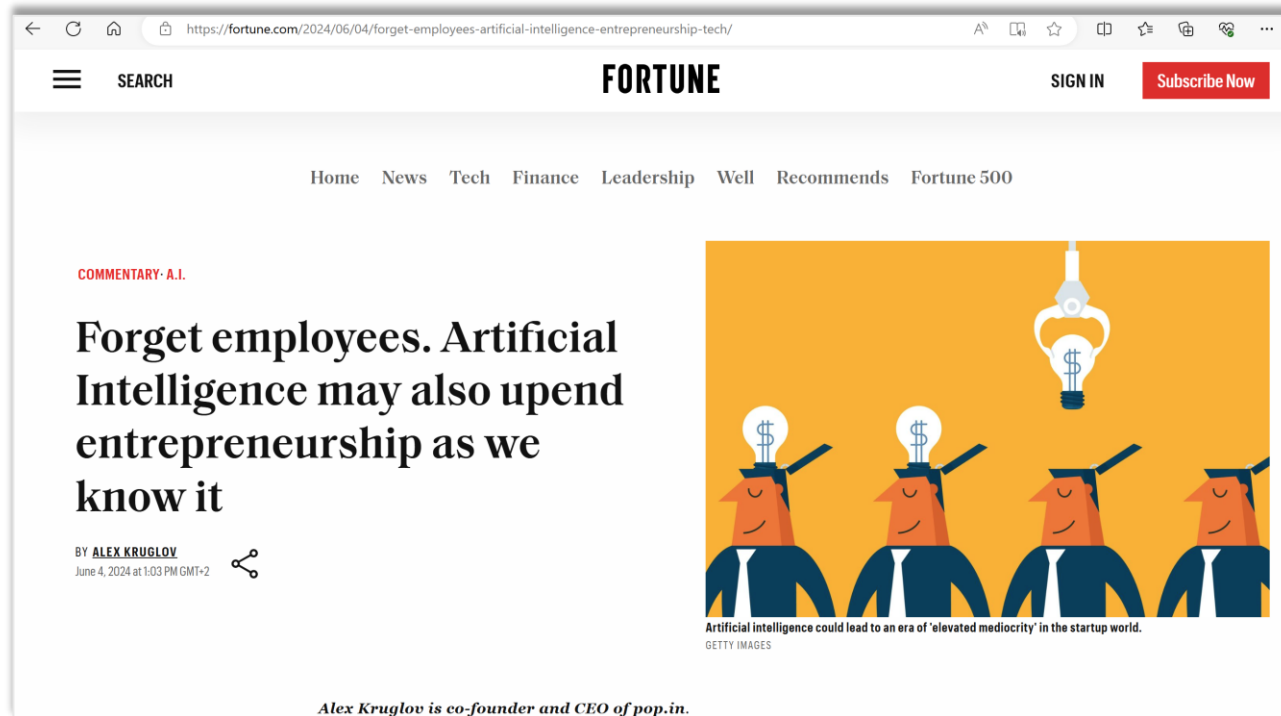 https://fortune.com/2024/06/04/forget-employees-artificial-intelligence-entrepreneurship-tech/
SEARCH
FORTUNE
SIGN IN
Subscribe Now
Home News Tech Finance Leadership Well Recommends Fortune 500
COMMENTARY· A.I.
Forget employees. Artificial
Intelligence may also upend
entrepreneurship as we
know it
BY ALEX KRUGLOV
June 4, 2024 at 1:03 PM GMT+2
$
$
$
Artificial intelligence could lead to an era of 'elevated mediocrity' in the startup world.
GETTY IMAGES
Alex Kruglov is co-founder and CEO of pop.in.